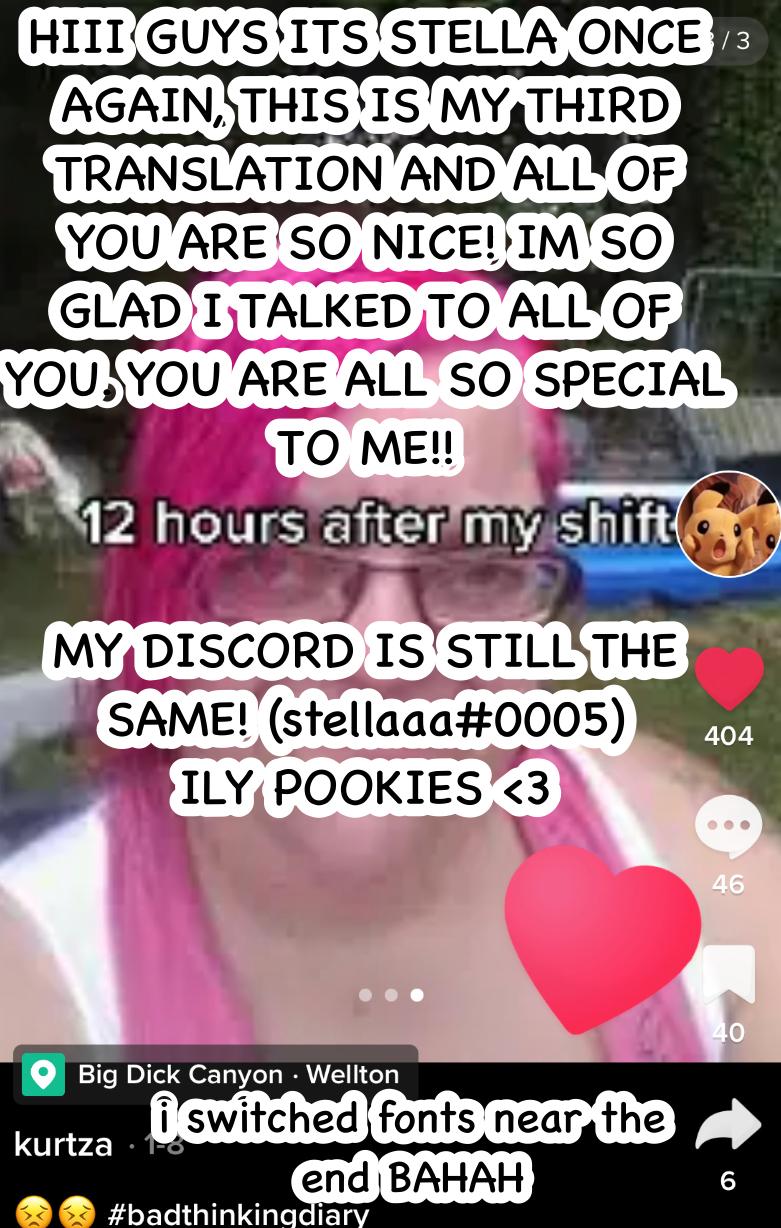 HIII GUYS ITS STELLA ONCE
/ 3
AGAIN, THIS IS MY THIRD
TRANSLATION AND ALL OF
YOU ARE SO NICE! IM SO
GLAD I TALKED TO ALL OF
YOU, YOU ARE ALL SO SPECIAL
TO ME!!
12 hours after my shift
MY DISCORD IS STILL THE
SAME! (stellaaa#0005)
404
ILY POOKIES <3
46
40
Big Dick Canyon · Wellton
i switched fonts near the
kurtza · 1-8
end BAHAH
6
😣😣 #badthinkingdiary